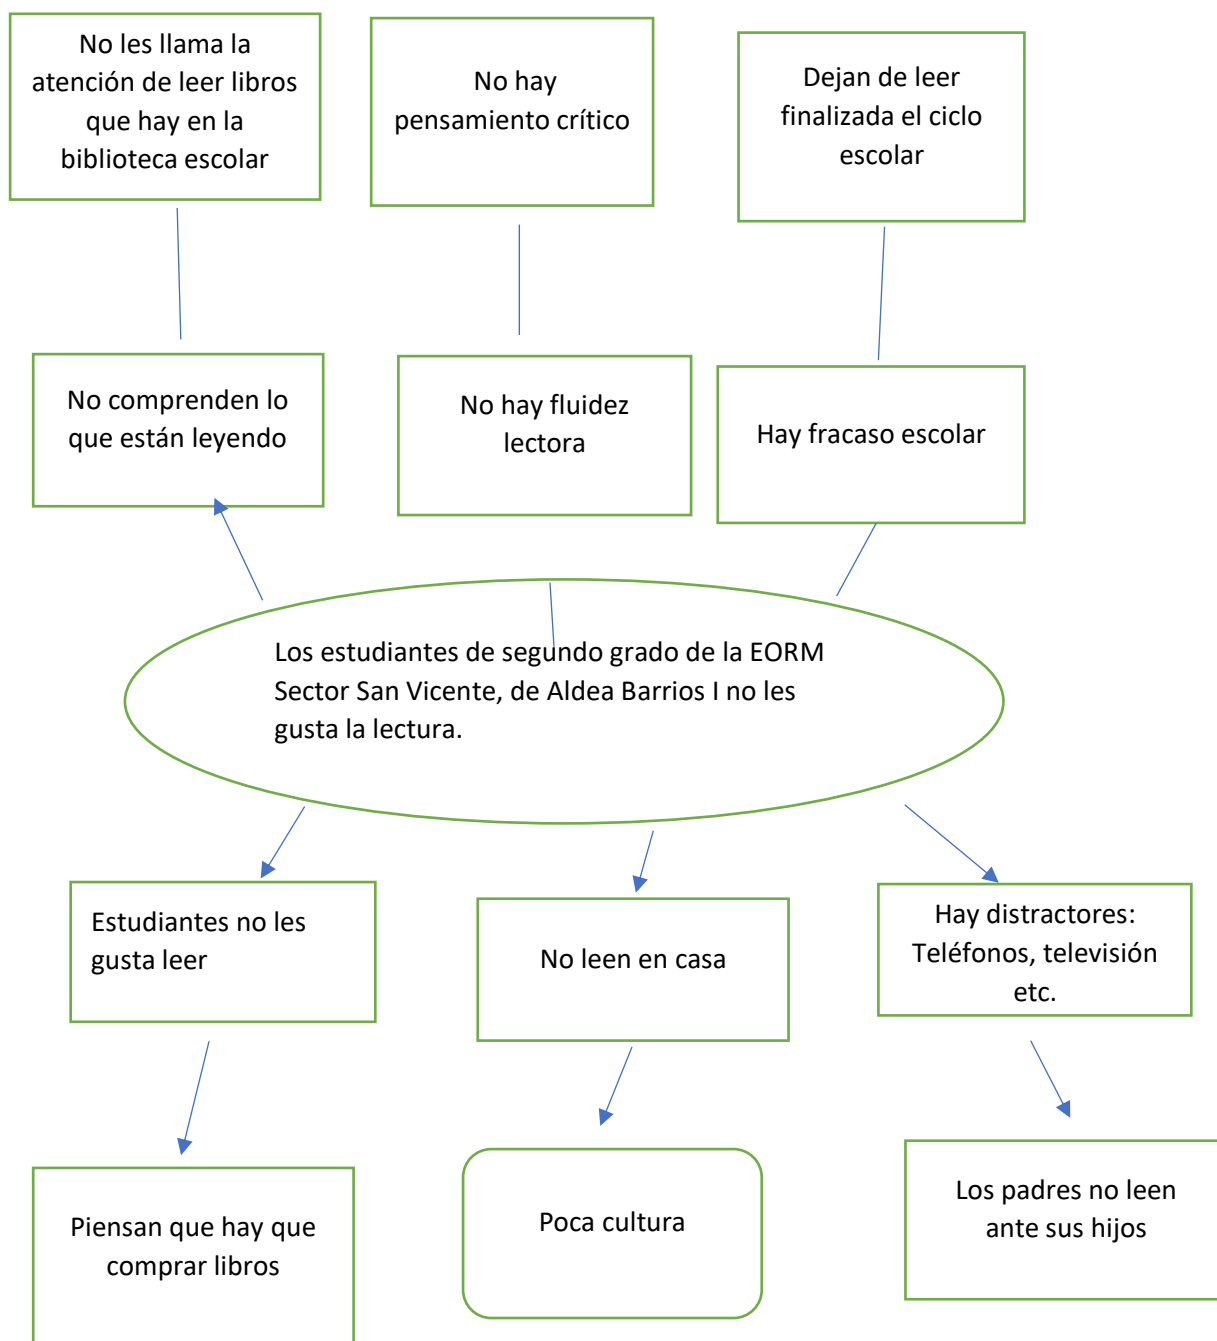 No les llama la
atención de leer libros
que hay en la
biblioteca escolar
No hay
pensamiento crítico
Dejan de leer
finalizada el ciclo
escolar
No comprenden lo
que están leyendo
No hay fluidez
lectora
Hay fracaso escolar
Los estudiantes de segundo grado de la EORM
Sector San Vicente, de Aldea Barrios I no les
gusta la lectura.
Estudiantes no les
gusta leer
No leen en casa
Hay distractores:
Teléfonos, televisión
etc.
Piensan que hay que
comprar libros
Poca cultura
Los padres no leen
ante sus hijos